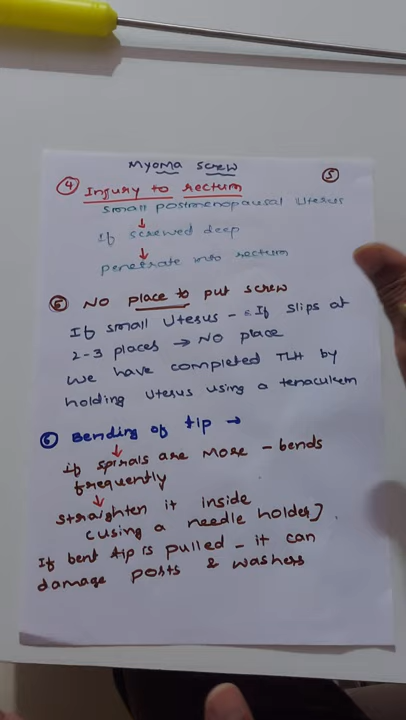 Myoma screw
5
4 Injury to rectum
small postmenopausal Uterus
↓
If screwed deep
↓
penetrate into rectum
5 No place to put screw
If small Uterus - If slips at
2-3 places → No place
We have completed TLH by
holding Uterus using a tenaculum
6 Bending of tip →
↓
if spirals are More - bends
frequently
↓
straighten it inside
(using a needle holder)
If bent tip is pulled - it can
damage ports & washers